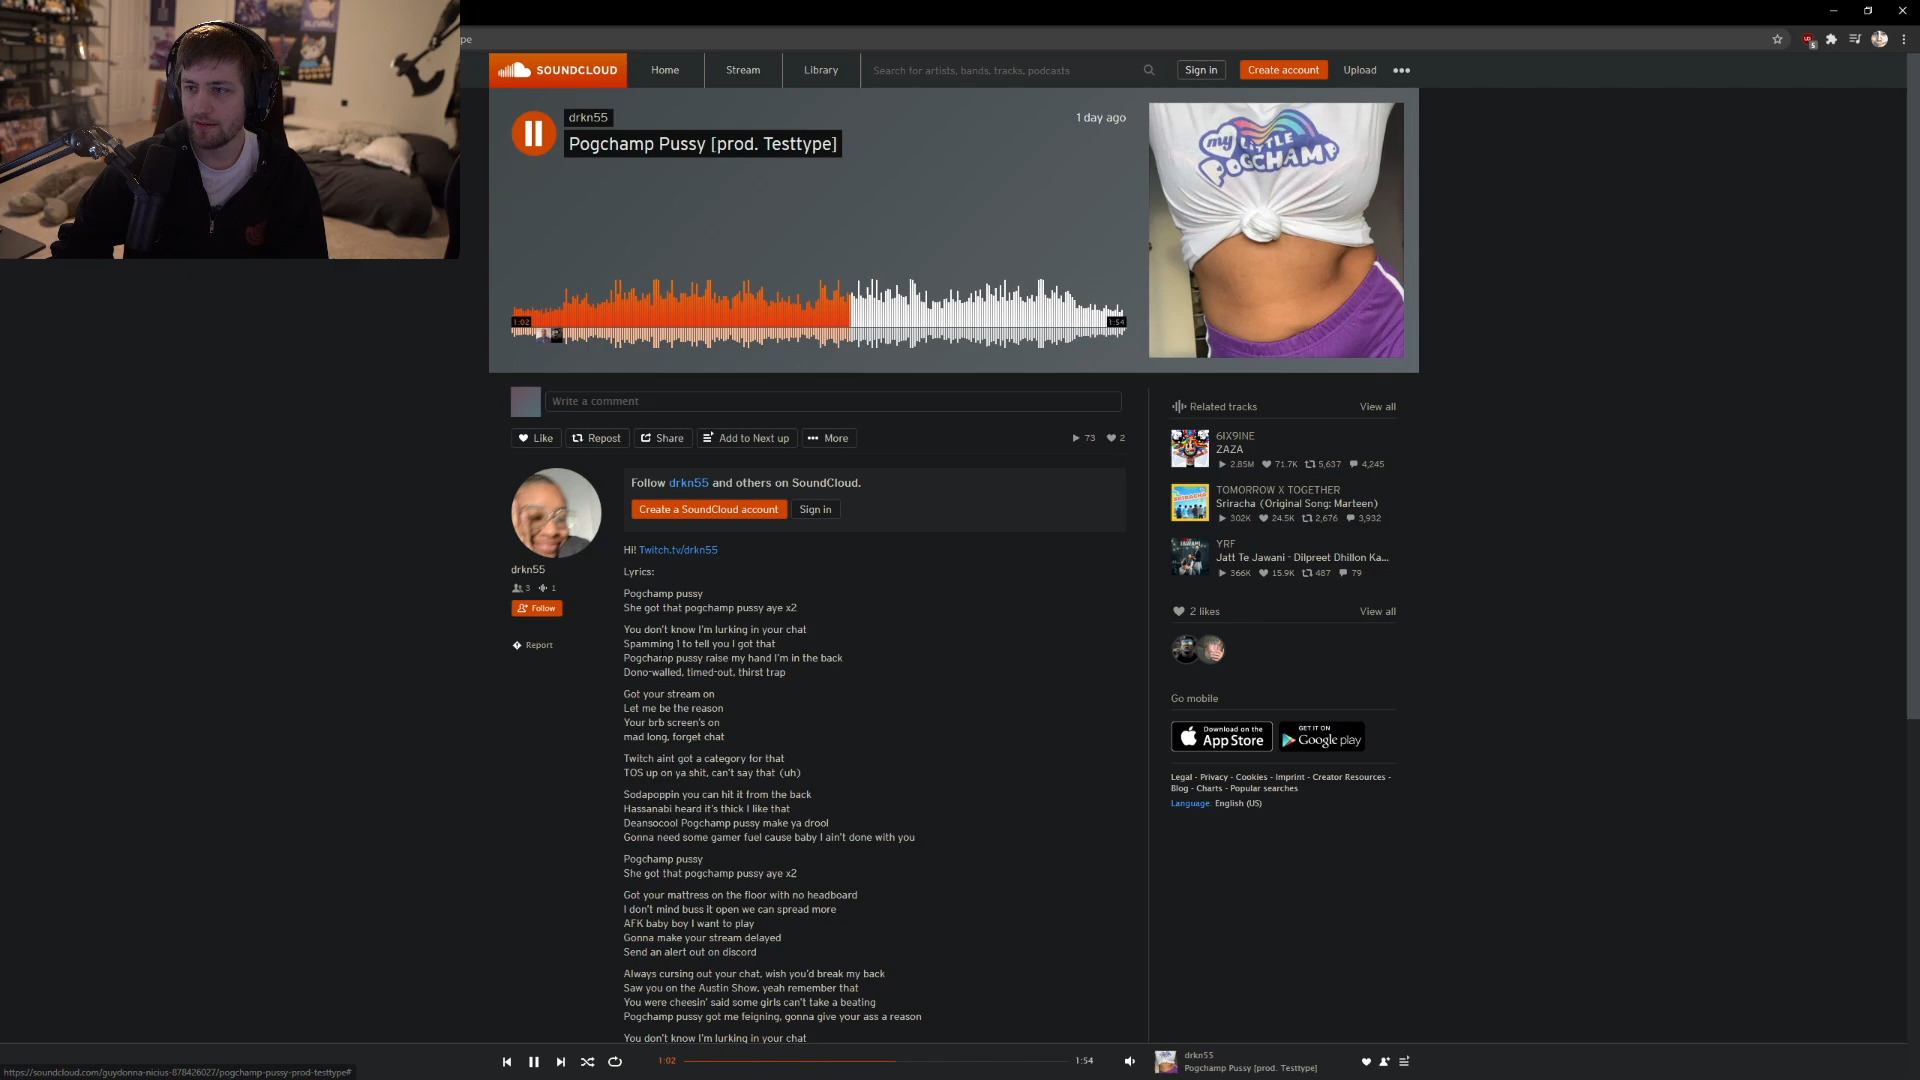 pe
SOUNDCLOUD
Home
Stream
Library
Search for artists, bands, tracks, podcasts
Sign in
Create account
Upload
drkn55
Pogchamp Pussy [prod. Testtype]
1 day ago
my LITTLE
POGCHAMP
1:02
1:54
Write a comment
Like
Repost
Share
Add to Next up
More
73
2
drkn55
3
1
Follow
Report
Follow drkn55 and others on SoundCloud.
Create a SoundCloud account
Sign in
Hi! Twitch.tv/drkn55
Lyrics:
Pogchamp pussy
She got that pogchamp pussy aye x2
You don't know I'm lurking in your chat
Spamming 1 to tell you I got that
Pogchamp pussy raise my hand I'm in the back
Dono-walled, timed-out, thirst trap
Got your stream on
Let me be the reason
Your brb screen's on
mad long, forget chat
Twitch aint got a category for that
TOS up on ya shit, can't say that (uh)
Sodapoppin you can hit it from the back
Hassanabi heard it's thick I like that
Deansocool Pogchamp pussy make ya drool
Gonna need some gamer fuel cause baby I ain't done with you
Pogchamp pussy
She got that pogchamp pussy aye x2
Got your mattress on the floor with no headboard
I don't mind buss it open we can spread more
AFK baby boy I want to play
Gonna make your stream delayed
Send an alert out on discord
Always cursing out your chat, wish you'd break my back
Saw you on the Austin Show, yeah remember that
You were cheesin' said some girls can't take a beating
Pogchamp pussy got me feigning, gonna give your ass a reason
You don't know I'm lurking in your chat
Related tracks
View all
6IX9INE
ZAZA
2.85M 71.7K 5,637 4,245
TOMORROW X TOGETHER
Sriracha (Original Song: Marteen)
302K 24.5K 2,676 3,932
YRF
Jatt Te Jawani - Dilpreet Dhillon Ka...
366K 15.9K 487 79
2 likes
View all
Go mobile
Download on the
App Store
GET IT ON
Google play
Legal - Privacy - Cookies - Imprint - Creator Resources -
Blog - Charts - Popular searches
Language: English (US)
1:02
1:54
drkn55
Pogchamp Pussy [prod. Testtype]
https://soundcloud.com/guydonna-nicius-878426027/pogchamp-pussy-prod-testtype#